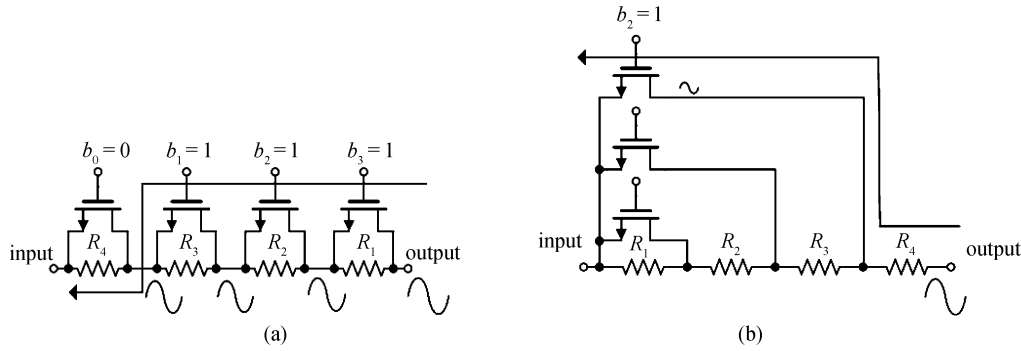 b₀ = 0
b₁ = 1
b₂ = 1
b₃ = 1
input
R₄
R₃
R₂
R₁
output
(a)
b₂ = 1
input
R₁
R₂
R₃
R₄
output
(b)